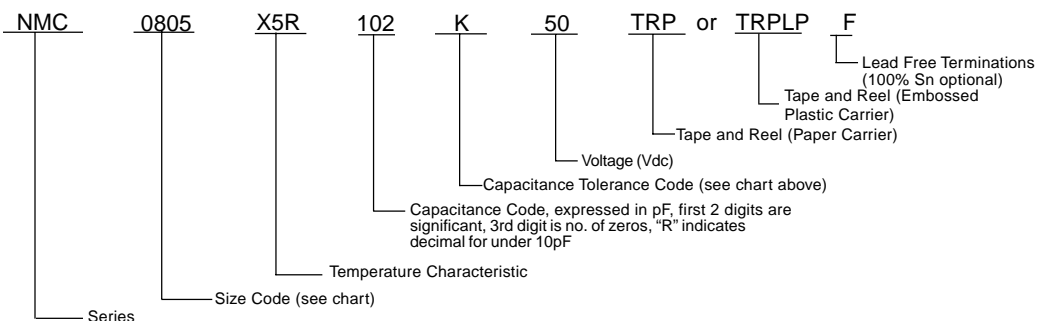 NMC 0805 X5R 102 K 50 TRP or TRPLP F
Lead Free Terminations
(100% Sn optional)
Tape and Reel (Embossed
Plastic Carrier)
Tape and Reel (Paper Carrier)
Voltage (Vdc)
Capacitance Tolerance Code (see chart above)
Capacitance Code, expressed in pF, first 2 digits are
significant, 3rd digit is no. of zeros, “R” indicates
decimal for under 10pF
Temperature Characteristic
Size Code (see chart)
Series